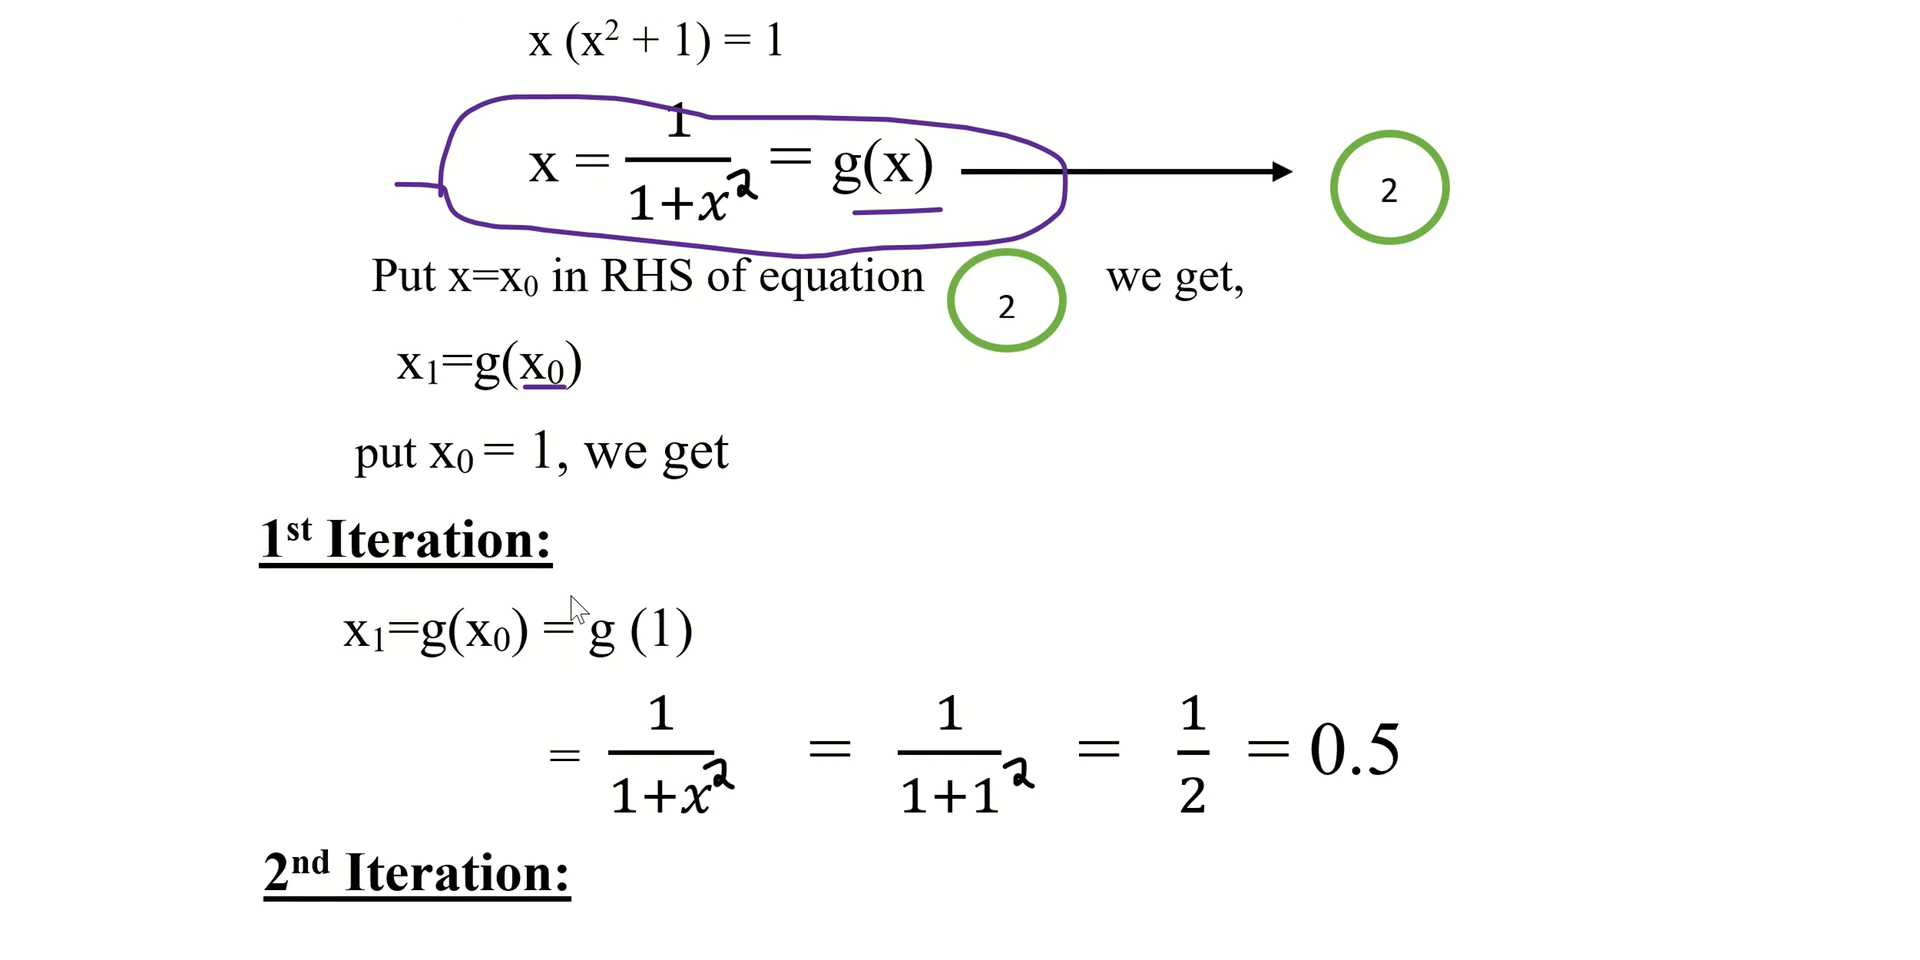 x (x² + 1) = 1
x = 1/1+x² = g(x) → 2
Put x=x₀ in RHS of equation 2 we get,
x₁=g(x₀)
put x₀ = 1, we get
1st Iteration:
x₁=g(x₀) = g (1)
= 1/1+x² = 1/1+1² = 1/2 = 0.5
2nd Iteration: